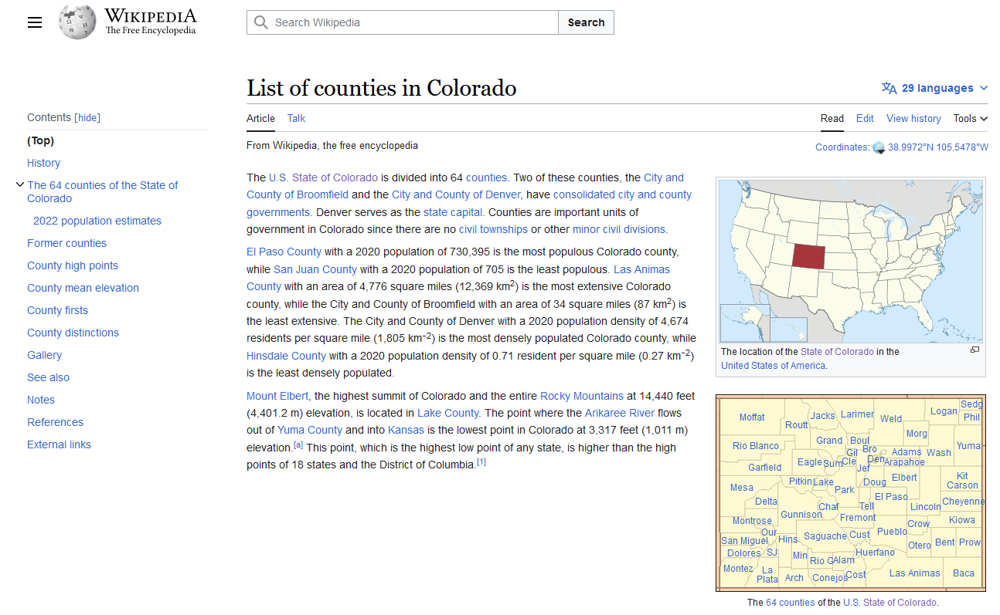 WIKIPEDIA
The Free Encyclopedia
Search Wikipedia
Search
List of counties in Colorado
29 languages
Article
Talk
Read
Edit
View history
Tools
From Wikipedia, the free encyclopedia
Coordinates: 38.9972°N 105.5478°W
Contents [hide]
(Top)
History
The 64 counties of the State of
Colorado
2022 population estimates
Former counties
County high points
County mean elevation
County firsts
County distinctions
Gallery
See also
Notes
References
External links
The U.S. State of Colorado is divided into 64 counties. Two of these counties, the City and
County of Broomfield and the City and County of Denver, have consolidated city and county
governments. Denver serves as the state capital. Counties are important units of
government in Colorado since there are no civil townships or other minor civil divisions.
El Paso County with a 2020 population of 730,395 is the most populous Colorado county,
while San Juan County with a 2020 population of 705 is the least populous. Las Animas
County with an area of 4,776 square miles (12,369 km²) is the most extensive Colorado
county, while the City and County of Broomfield with an area of 34 square miles (87 km²) is
the least extensive. The City and County of Denver with a 2020 population density of 4,674
residents per square mile (1,805 km⁻²) is the most densely populated Colorado county, while
Hinsdale County with a 2020 population density of 0.71 resident per square mile (0.27 km⁻²)
is the least densely populated.
Mount Elbert, the highest summit of Colorado and the entire Rocky Mountains at 14,440 feet
(4,401.2 m) elevation, is located in Lake County. The point where the Arikaree River flows
out of Yuma County and into Kansas is the lowest point in Colorado at 3,317 feet (1,011 m)
elevation.[a] This point, which is the highest low point of any state, is higher than the high
points of 18 states and the District of Columbia.[1]
The location of the State of Colorado in the
United States of America.
Moffat
Routt
Jacks
Larimer
Weld
Logan
Sedg
Phil
Morg
Rio Blanco
Grand
Boul
Bro
Gil
Adams
Wash
Yuma
Garfield
Eagle
Sum
Cle
Den
Arapahoe
Jef
Pitkin
Lake
Park
Doug
Elbert
Kit
Carson
Mesa
Delta
Gunnison
Chaf
Tell
El Paso
Lincoln
Cheyenne
Montrose
Fremont
Crow
Kiowa
Our
San Miguel
Hins
Saguache
Cust
Pueblo
Otero
Bent
Prow
Dolores
SJ
Min
Rio G
Alam
Huerfano
Montez
La
Plata
Arch
Conejos
Cost
Las Animas
Baca
The 64 counties of the U.S. State of Colorado.